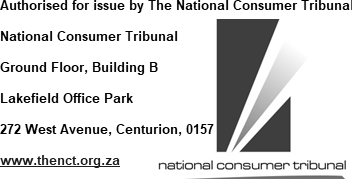 Authorised for issue by The National Consumer Tribunal
National Consumer Tribunal
Ground Floor, Building B
Lakefield Office Park
272 West Avenue, Centurion, 0157
www.thenct.org.za
national consumer tribunal